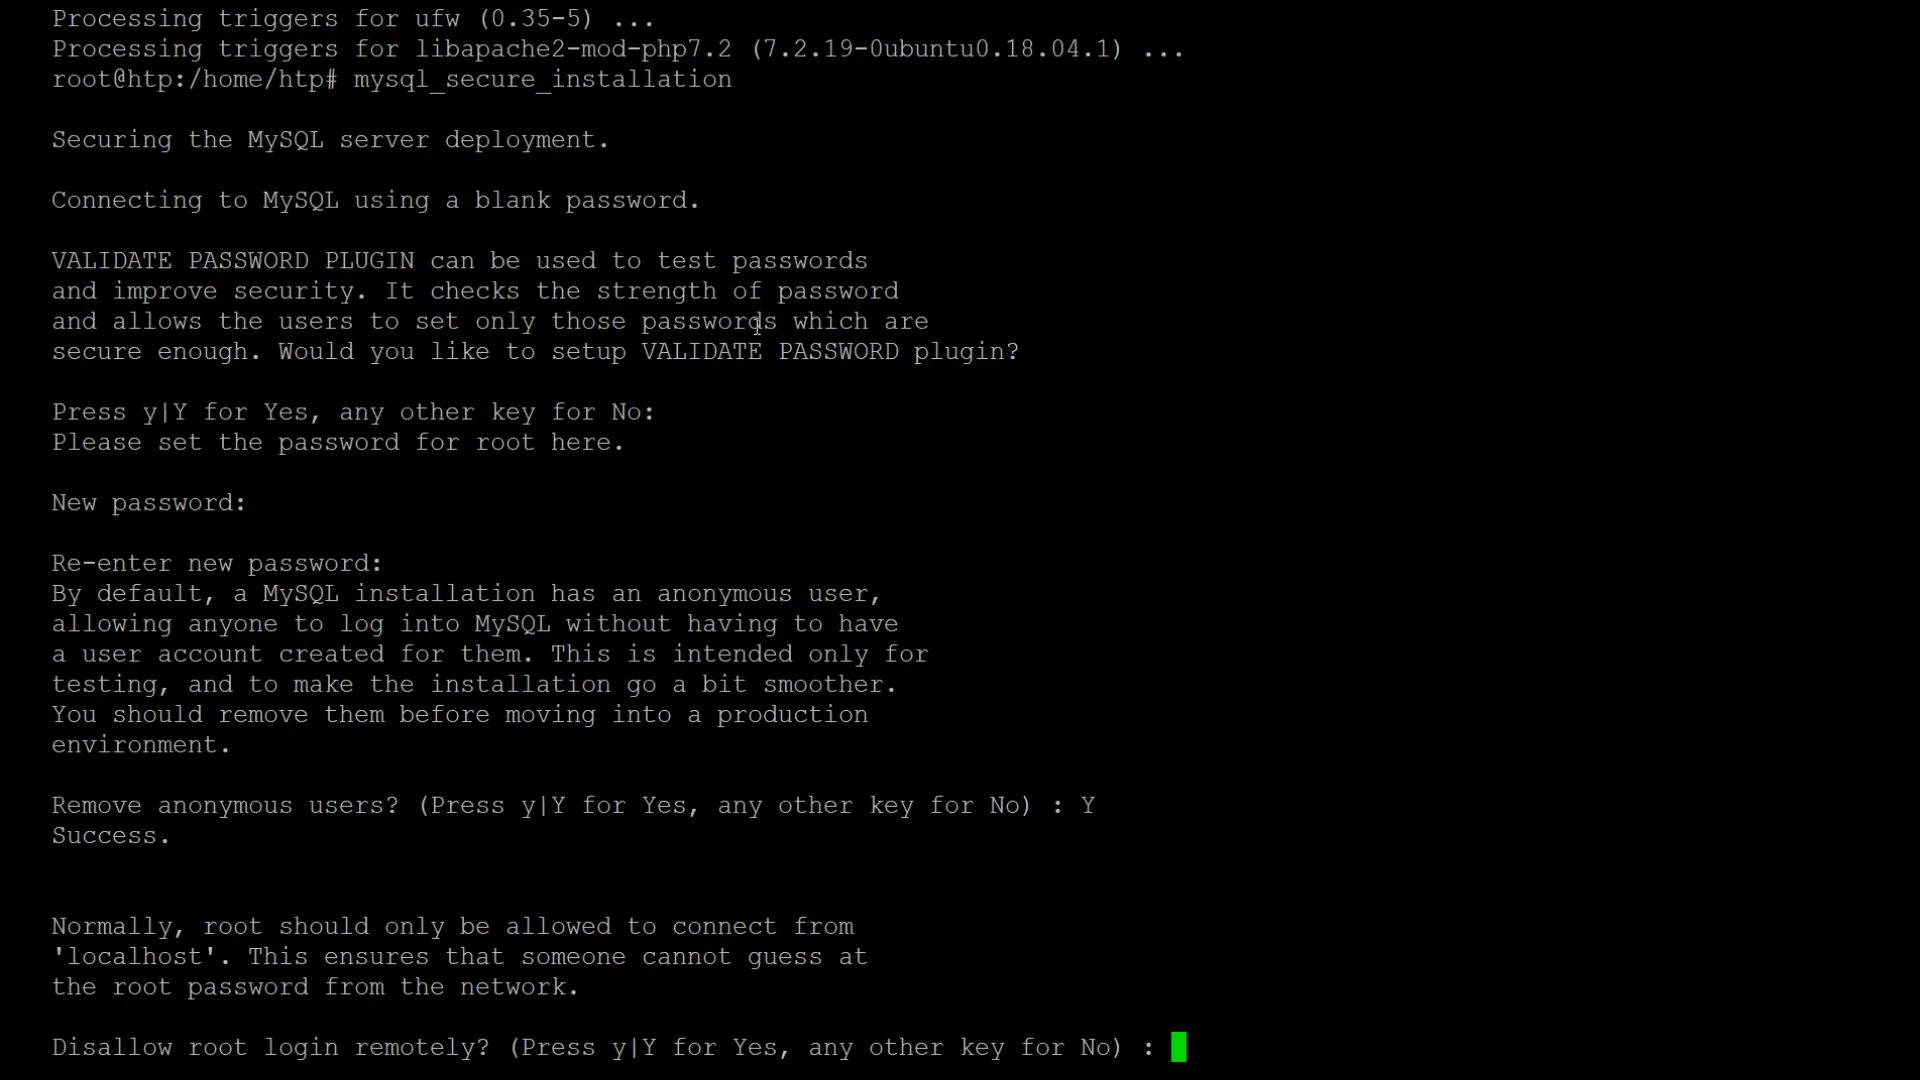 Processing triggers for ufw (0.35-5) ...
Processing triggers for libapache2-mod-php7.2 (7.2.19-0ubuntu0.18.04.1) ...
root@htp:/home/htp# mysql_secure_installation
Securing the MySQL server deployment.
Connecting to MySQL using a blank password.
VALIDATE PASSWORD PLUGIN can be used to test passwords
and improve security. It checks the strength of password
and allows the users to set only those passwords which are
secure enough. Would you like to setup VALIDATE PASSWORD plugin?
Press y|Y for Yes, any other key for No:
Please set the password for root here.
New password:
Re-enter new password:
By default, a MySQL installation has an anonymous user,
allowing anyone to log into MySQL without having to have
a user account created for them. This is intended only for
testing, and to make the installation go a bit smoother.
You should remove them before moving into a production
environment.
Remove anonymous users? (Press y|Y for Yes, any other key for No) : Y
Success.
Normally, root should only be allowed to connect from
'localhost'. This ensures that someone cannot guess at
the root password from the network.
Disallow root login remotely? (Press y|Y for Yes, any other key for No) :